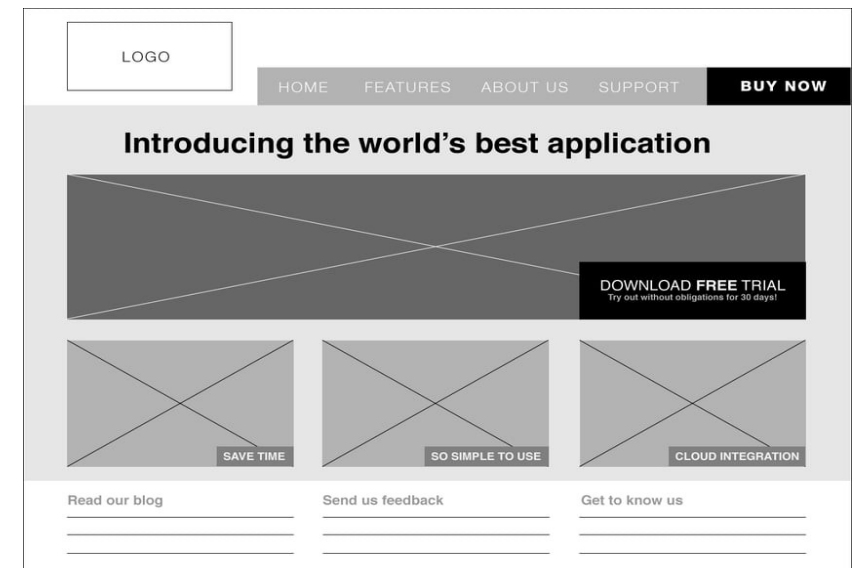 LOGO
HOME FEATURES ABOUT US SUPPORT BUY NOW
Introducing the world's best application
DOWNLOAD FREE TRIAL
Try out without obligations for 30 days!
SAVE TIME SO SIMPLE TO USE CLOUD INTEGRATION
Read our blog Send us feedback Get to know us